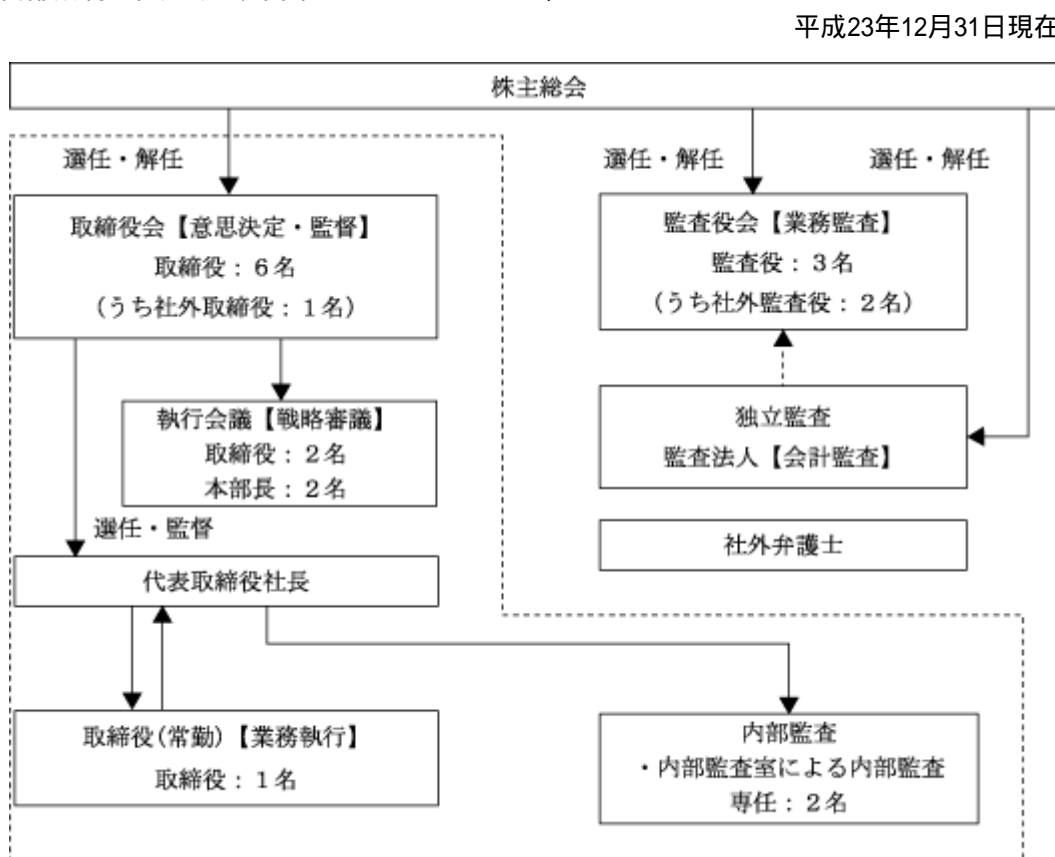 平成23年12月31日現在
株主総会
選任・解任
選任・解任
選任・解任
取締役会【意思決定・監督】
取締役：６名
（うち社外取締役：１名）
監査役会【業務監査】
監査役：３名
（うち社外監査役：２名）
執行会議【戦略審議】
取締役：２名
本部長：２名
独立監査
監査法人【会計監査】
選任・監督
社外弁護士
代表取締役社長
取締役(常勤)【業務執行】
取締役：１名
内部監査
・内部監査室による内部監査
専任：２名